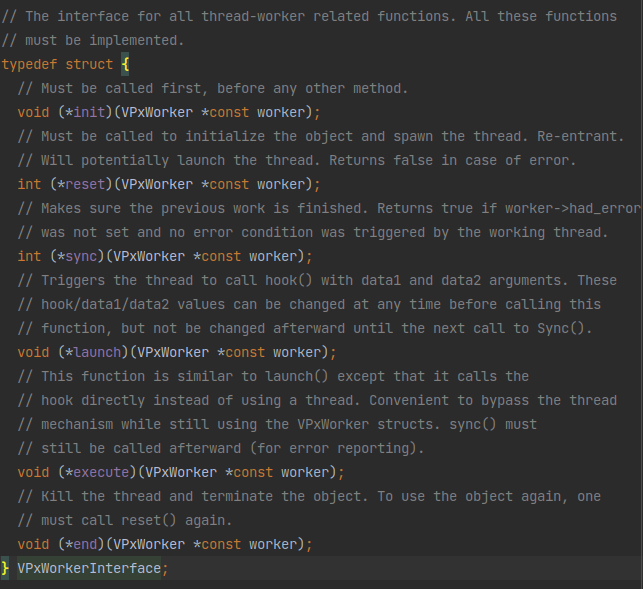 // The interface for all thread-worker related functions. All these functions
// must be implemented.
typedef struct {
// Must be called first, before any other method.
void (*init)(VPxWorker *const worker);
// Must be called to initialize the object and spawn the thread. Re-entrant.
// Will potentially launch the thread. Returns false in case of error.
int (*reset)(VPxWorker *const worker);
// Makes sure the previous work is finished. Returns true if worker->had_error
// was not set and no error condition was triggered by the working thread.
int (*sync)(VPxWorker *const worker);
// Triggers the thread to call hook() with data1 and data2 arguments. These
// hook/data1/data2 values can be changed at any time before calling this
// function, but not be changed afterward until the next call to Sync().
void (*launch)(VPxWorker *const worker);
// This function is similar to launch() except that it calls the
// hook directly instead of using a thread. Convenient to bypass the thread
// mechanism while still using the VPxWorker structs. sync() must
// still be called afterward (for error reporting).
void (*execute)(VPxWorker *const worker);
// Kill the thread and terminate the object. To use the object again, one
// must call reset() again.
void (*end)(VPxWorker *const worker);
} VPxWorkerInterface;